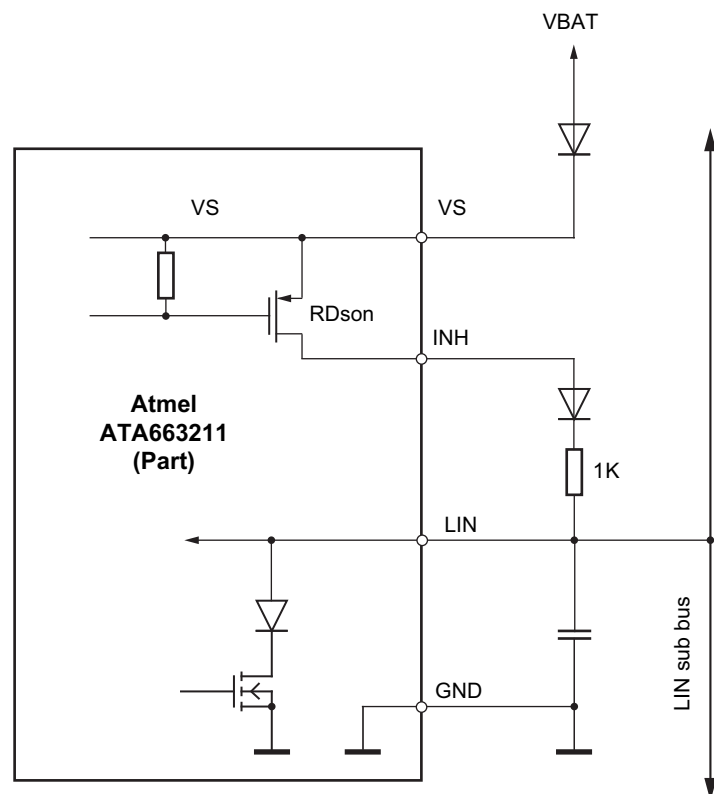 VBAT
VS
VS
RDson
INH
Atmel
ATA663211
(Part)
1K
LIN
LIN sub bus
GND